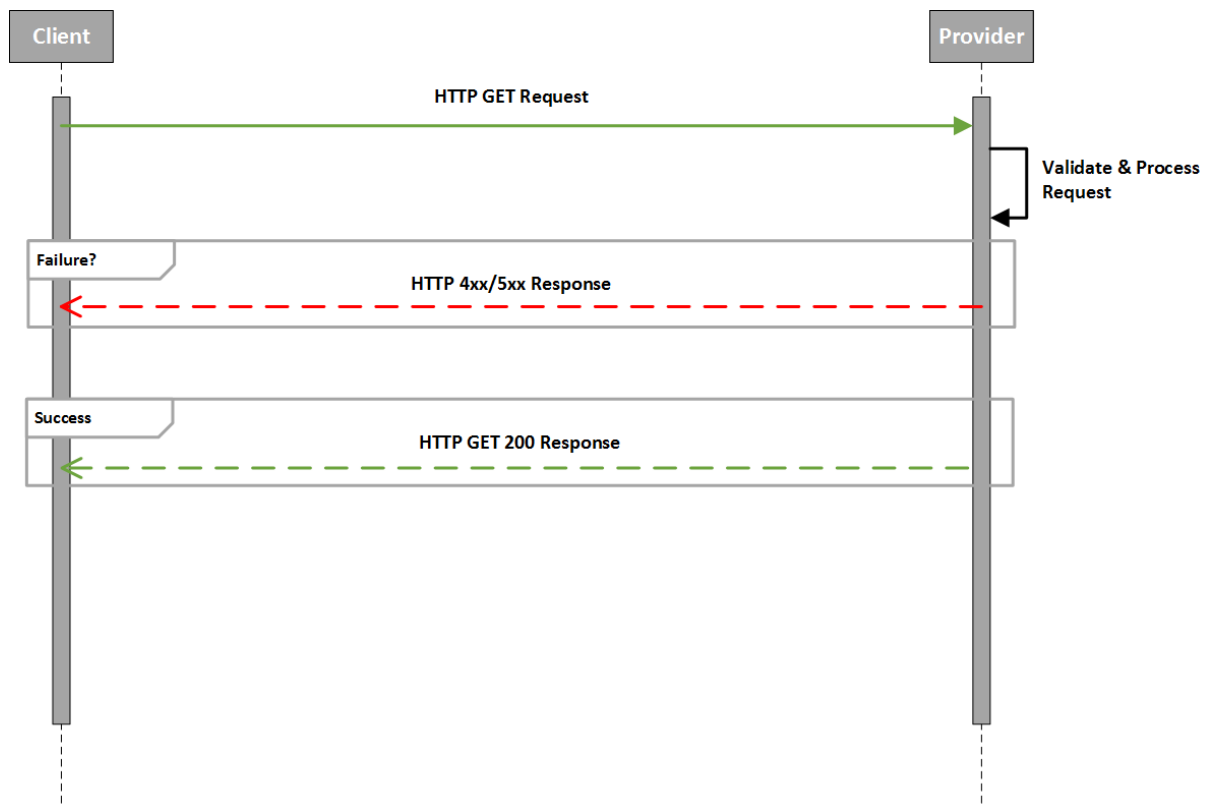 Client
Provider
HTTP GET Request
Validate & Process
Request
Failure?
HTTP 4xx/5xx Response
Success
HTTP GET 200 Response